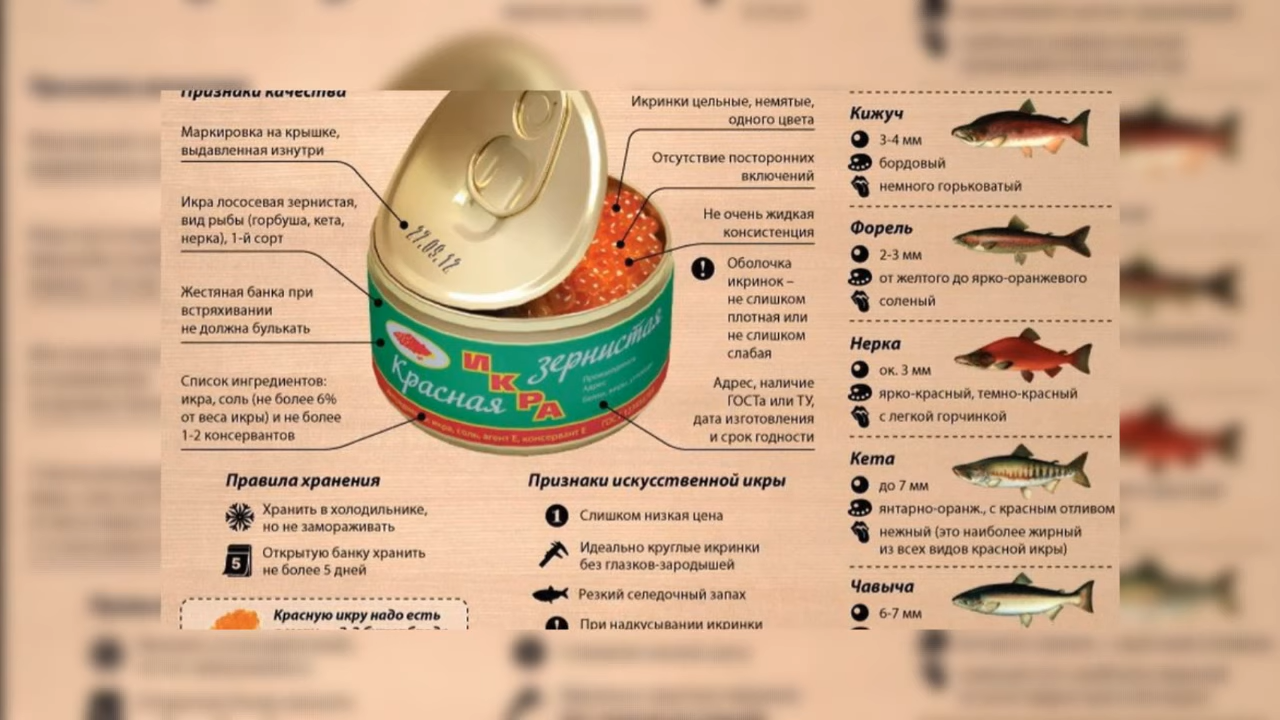 Признаки качества
Маркировка на крышке,
выдавленная изнутри
Икра лососевая зернистая,
вид рыбы (горбуша, кета,
нерка), 1-й сорт
Жестяная банка при
встряхивании
не должна булькать
Список ингредиентов:
икра, соль (не более 6%
от веса икры) и не более
1-2 консервантов
27.09.12
Красная
ИКРА
зернистая
икра, соль, агент Е, консервант Е
Икринки цельные, немятые,
одного цвета
Отсутствие посторонних
включений
Не очень жидкая
консистенция
Оболочка
икринок –
не слишком
плотная или
не слишком
слабая
Адрес, наличие
ГОСТа или ТУ,
дата изготовления
и срок годности
Правила хранения
Хранить в холодильнике,
но не замораживать
5
Открытую банку хранить
не более 5 дней
Красную икру надо есть
Признаки искусственной икры
1
Слишком низкая цена
Идеально круглые икринки
без глазков-зародышей
Резкий селедочный запах
При надкусывании икринки
Кижуч
3-4 мм
бордовый
немного горьковатый
Форель
2-3 мм
от желтого до ярко-оранжевого
соленый
Нерка
ок. 3 мм
ярко-красный, темно-красный
с легкой горчинкой
Кета
до 7 мм
янтарно-оранж., с красным отливом
нежный (это наиболее жирный
из всех видов красной икры)
Чавыча
6-7 мм